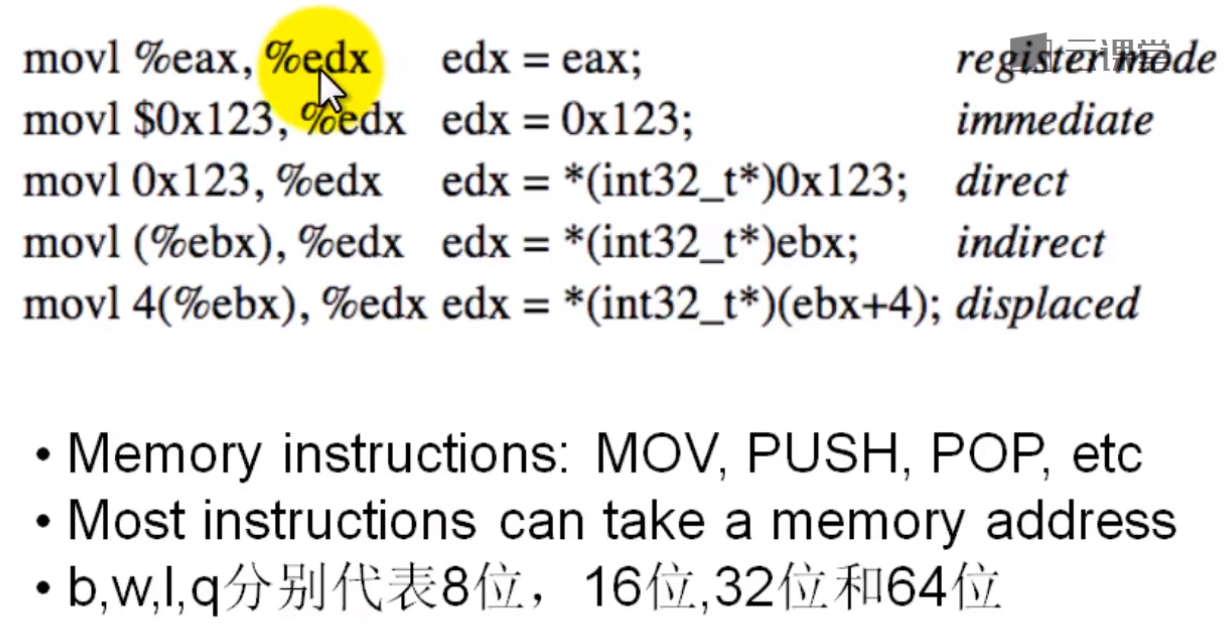 movl %eax, %edx edx = eax; register mode
云课堂
movl $0x123, %edx edx = 0x123; immediate
movl 0x123, %edx edx = *(int32_t*)0x123; direct
movl (%ebx), %edx edx = *(int32_t*)ebx; indirect
movl 4(%ebx), %edx edx = *(int32_t*)(ebx+4); displaced
• Memory instructions: MOV, PUSH, POP, etc
• Most instructions can take a memory address
• b,w,l,q分别代表8位，16位,32位和64位